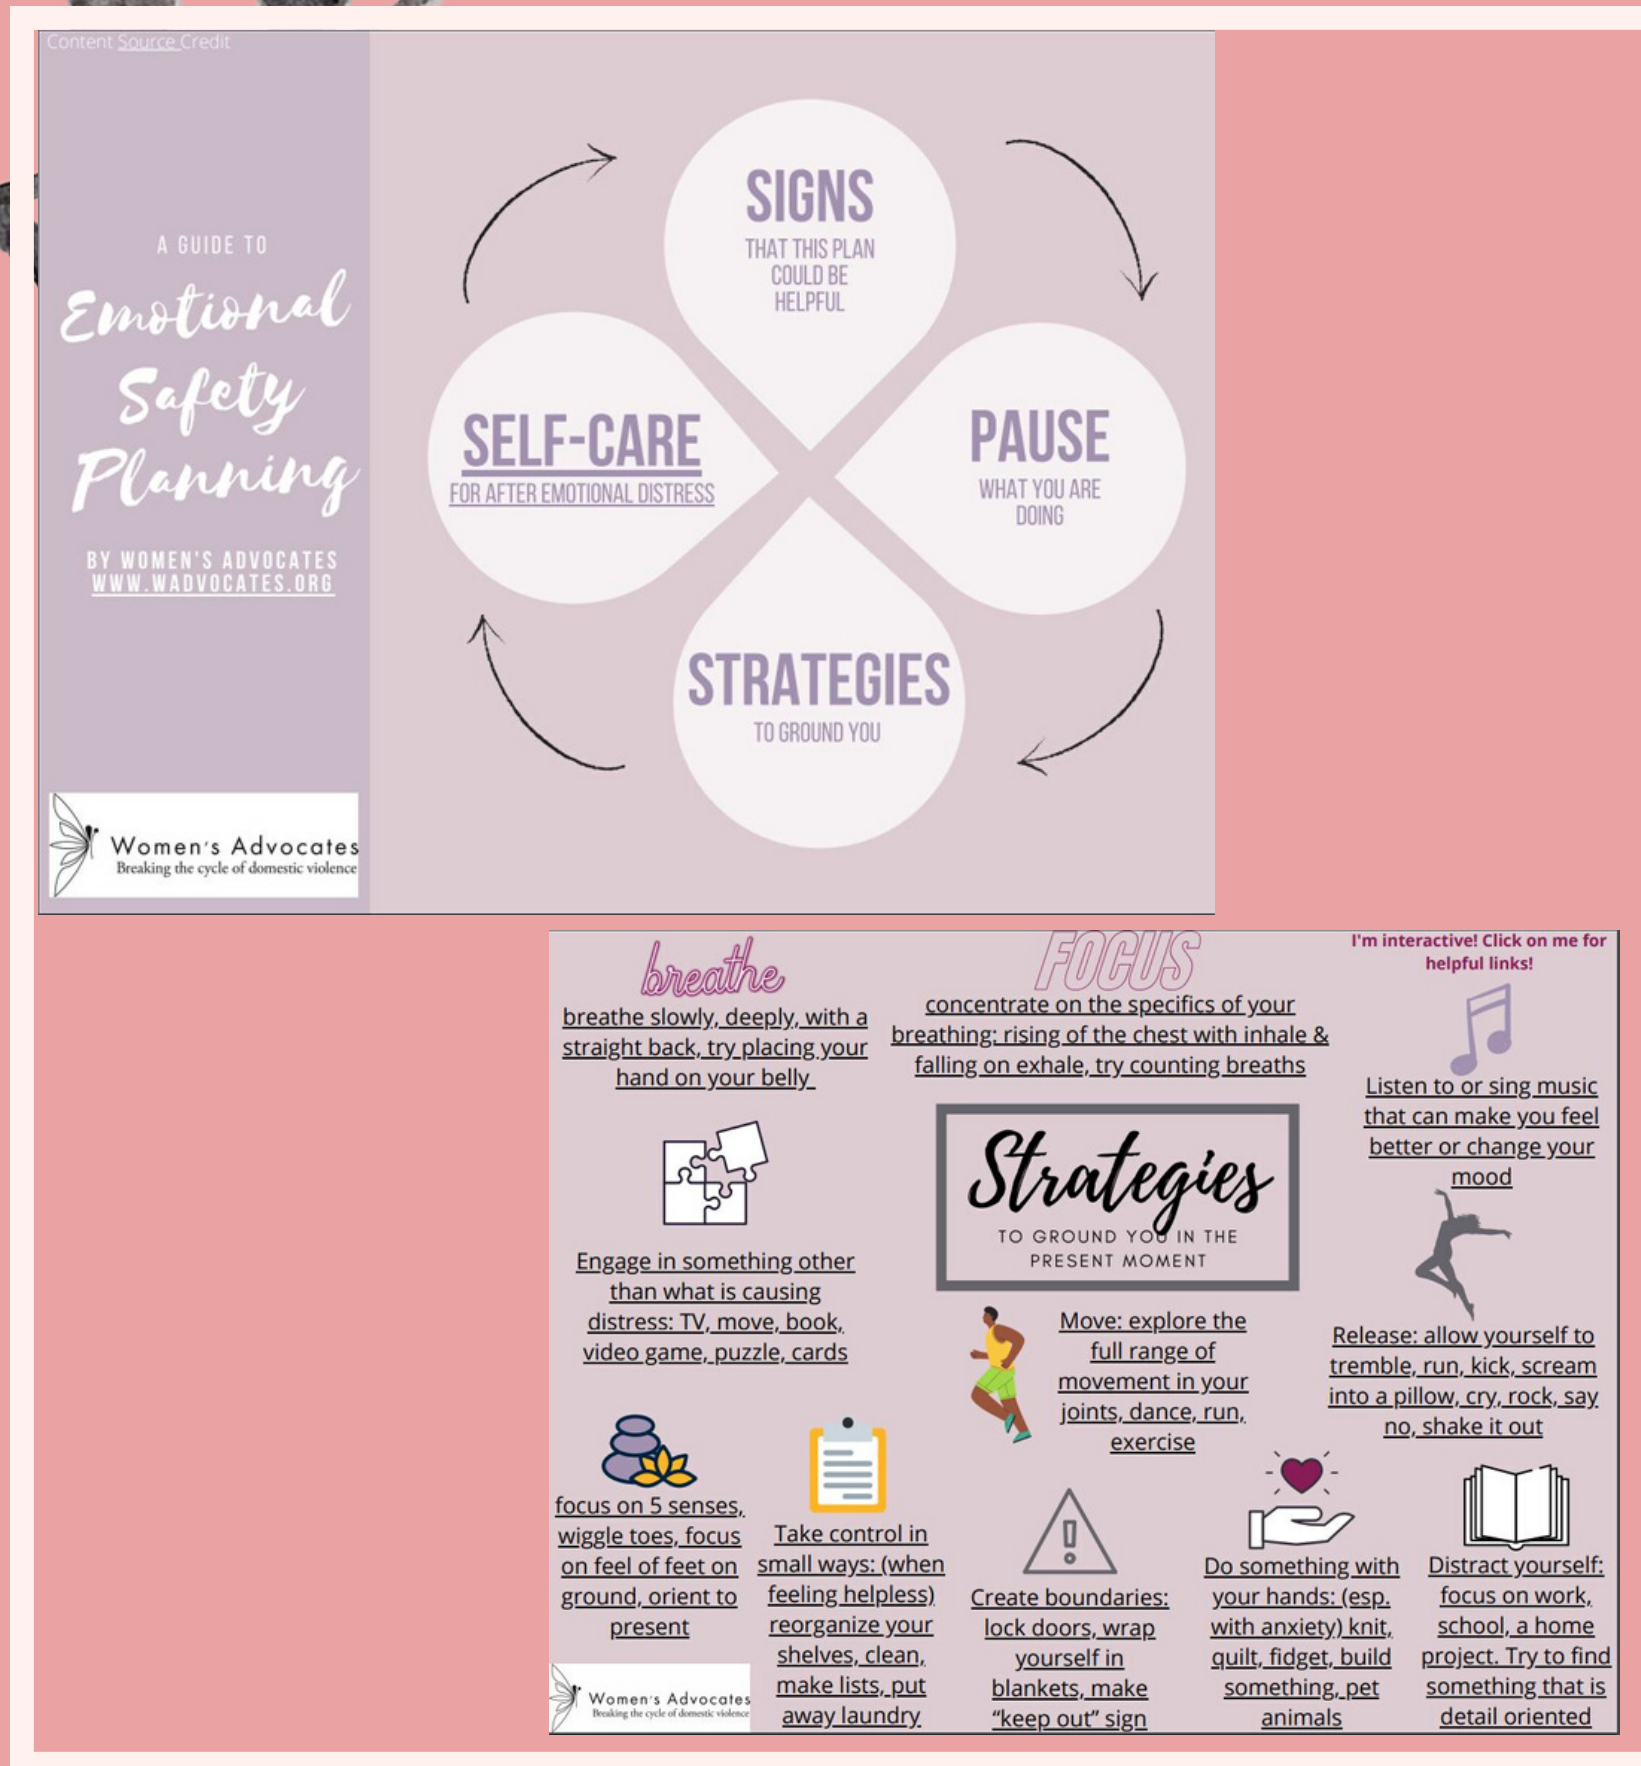 Content Source Credit
A GUIDE TO
Emotional
Safety
Planning
BY WOMEN'S ADVOCATES
WWW.WADVOCATES.ORG
Women's Advocates
Breaking the cycle of domestic violence
SIGNS
THAT THIS PLAN
COULD BE
HELPFUL
PAUSE
WHAT YOU ARE
DOING
STRATEGIES
TO GROUND YOU
SELF-CARE
FOR AFTER EMOTIONAL DISTRESS
breathe
breathe slowly, deeply, with a
straight back, try placing your
hand on your belly
FOCUS
concentrate on the specifics of your
breathing: rising of the chest with inhale &
falling on exhale, try counting breaths
I'm interactive! Click on me for
helpful links!
Listen to or sing music
that can make you feel
better or change your
mood
Strategies
TO GROUND YOU IN THE
PRESENT MOMENT
Engage in something other
than what is causing
distress: TV, move, book,
video game, puzzle, cards
Move: explore the
full range of
movement in your
joints, dance, run,
exercise
Release: allow yourself to
tremble, run, kick, scream
into a pillow, cry, rock, say
no, shake it out
focus on 5 senses,
wiggle toes, focus
on feel of feet on
ground, orient to
present
Take control in
small ways: (when
feeling helpless)
reorganize your
shelves, clean,
make lists, put
away laundry
Create boundaries:
lock doors, wrap
yourself in
blankets, make
“keep out” sign
Do something with
your hands: (esp.
with anxiety) knit,
quilt, fidget, build
something, pet
animals
Distract yourself:
focus on work,
school, a home
project. Try to find
something that is
detail oriented
Women's Advocates
Breaking the cycle of domestic violence